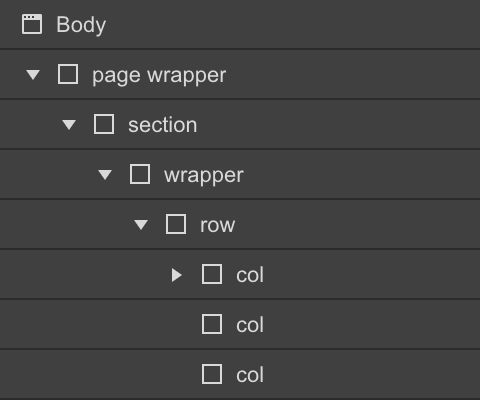 Body
page wrapper
section
wrapper
row
col
col
col